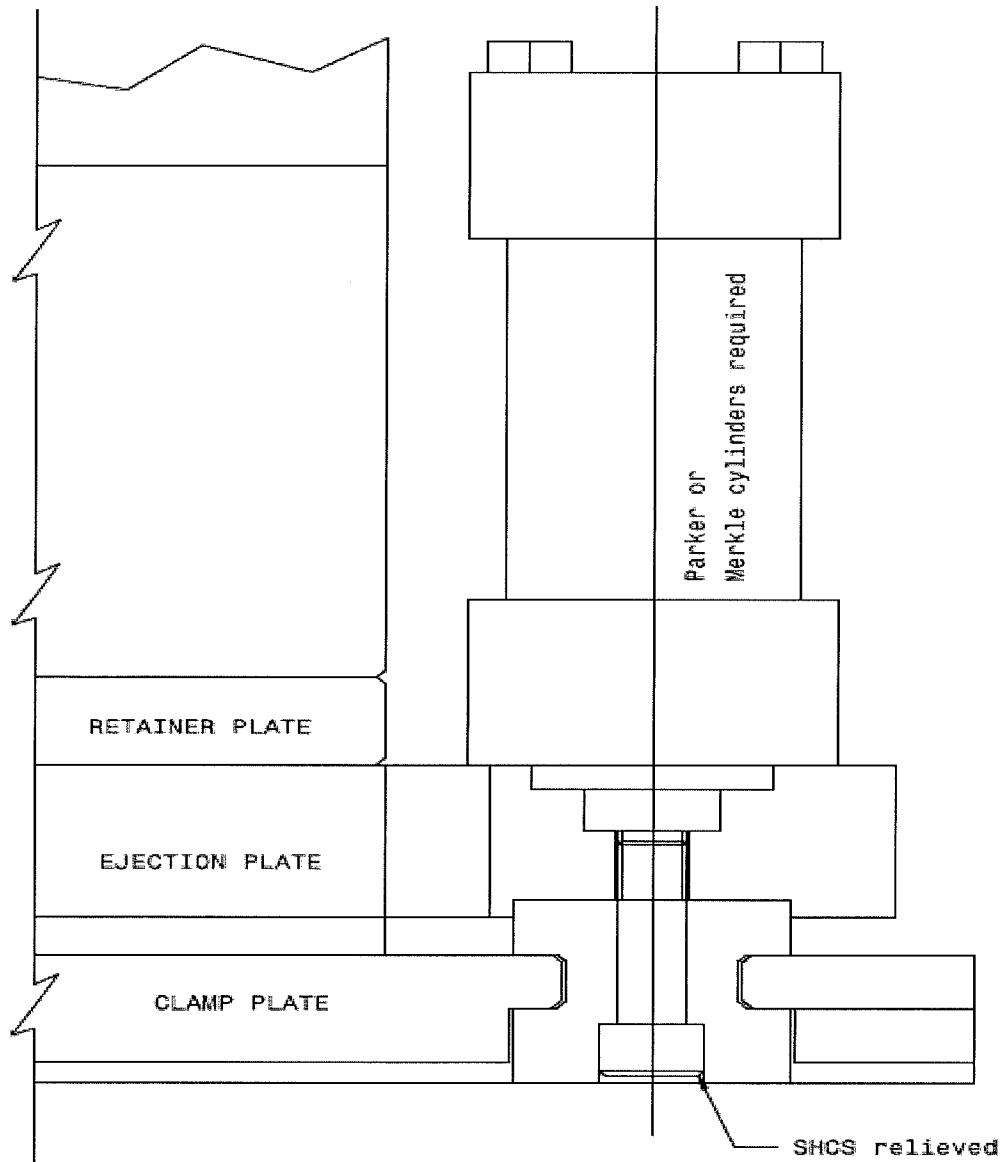 Parker or
Merkle cylinders required
RETAINER PLATE
EJECTION PLATE
CLAMP PLATE
SHCS relieved